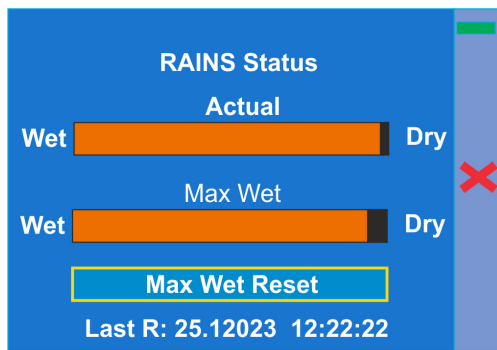 RAINS Status
Actual
Wet Dry
Max Wet
Wet Dry
Max Wet Reset
Last R: 25.12023 12:22:22